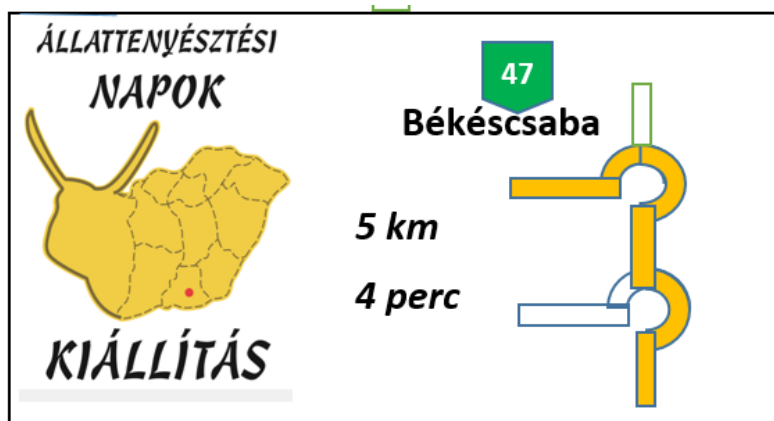 ÁLLATTENYÉSZTÉSI
NAPOK
KIÁLLÍTÁS
47
Békéscsaba
5 km
4 perc